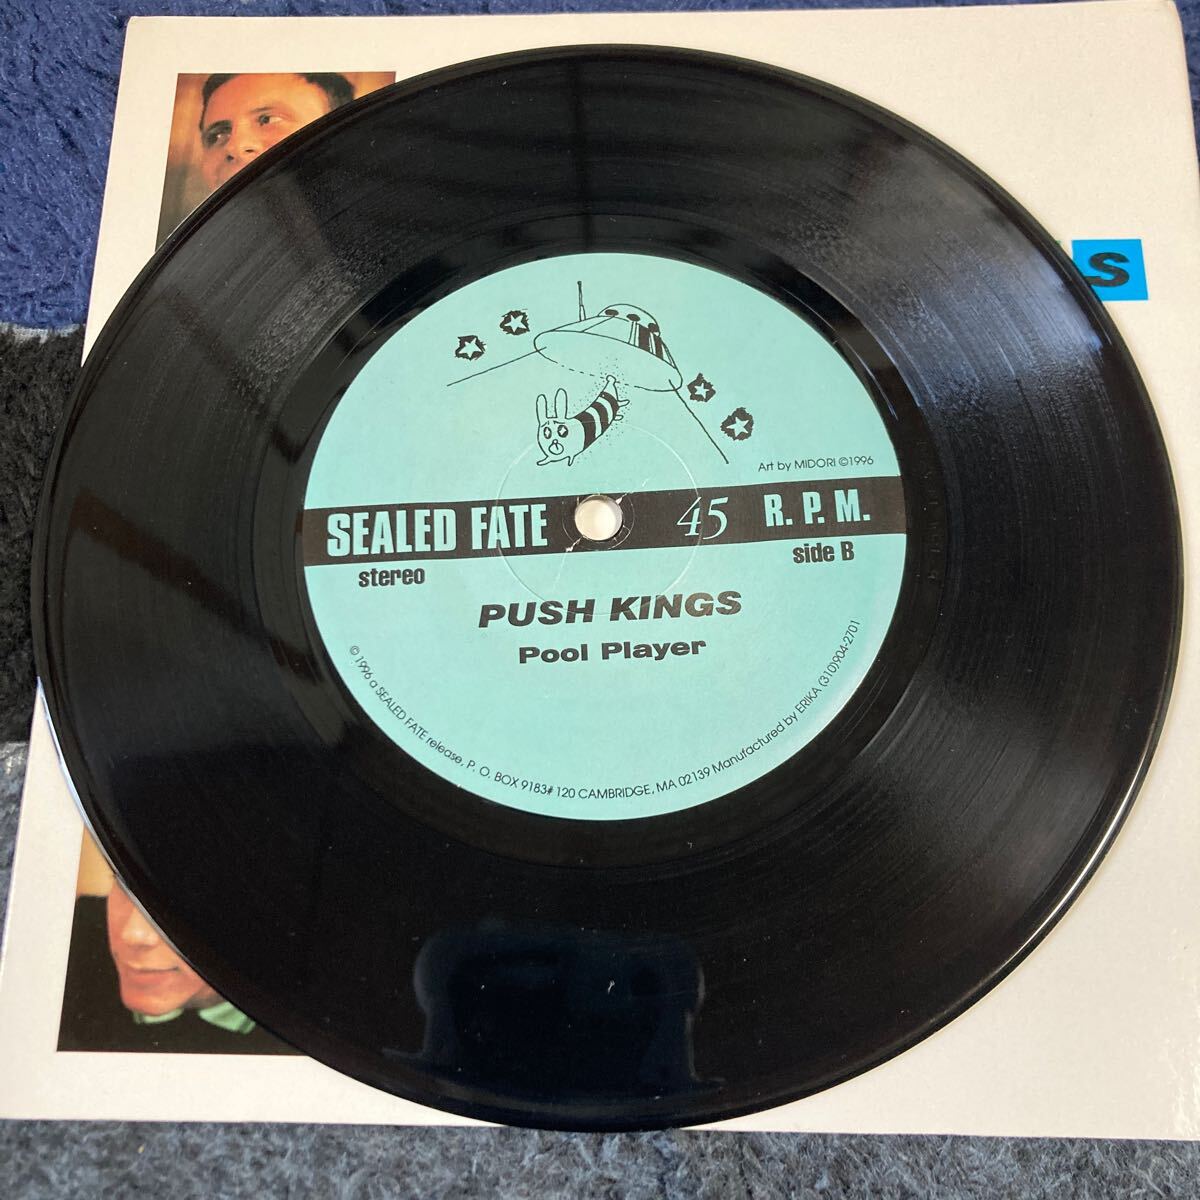 S
Art by MIDORI ©1996
SEALED FATE 45 R. P. M.
stereo side B
PUSH KINGS
Pool Player
© 1996 a SEALED FATE release, P. O. BOX 9183# 120 CAMBRIDGE, MA 02139 Manufactured by ERIKA (310)904-2701